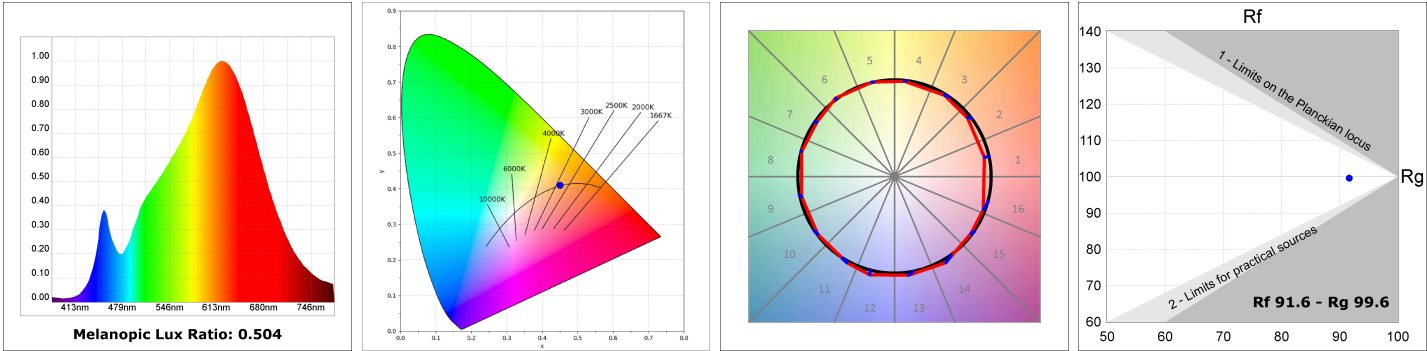 1.00
0.90
0.80
0.70
0.60
0.50
0.40
0.30
0.20
0.10
0.00
413nm 479nm 546nm 613nm 680nm 746nm
Melanopic Lux Ratio: 0.504
0.9
0.8
0.7
0.6
0.5
0.4
0.3
0.2
0.1
0.0
y
0.0 0.1 0.2 0.3 0.4 0.5 0.6 0.7 0.8
x
10000K
6000K
4000K
3000K
2500K
2000K
1667K
1
2
3
4
5
6
7
8
9
10
11
12
13
14
15
16
Rf
140
130
120
110
100
90
80
70
60
50 60 70 80 90 100
Rg
1 - Limits on the Planckian locus
2 - Limits for practical sources
Rf 91.6 - Rg 99.6